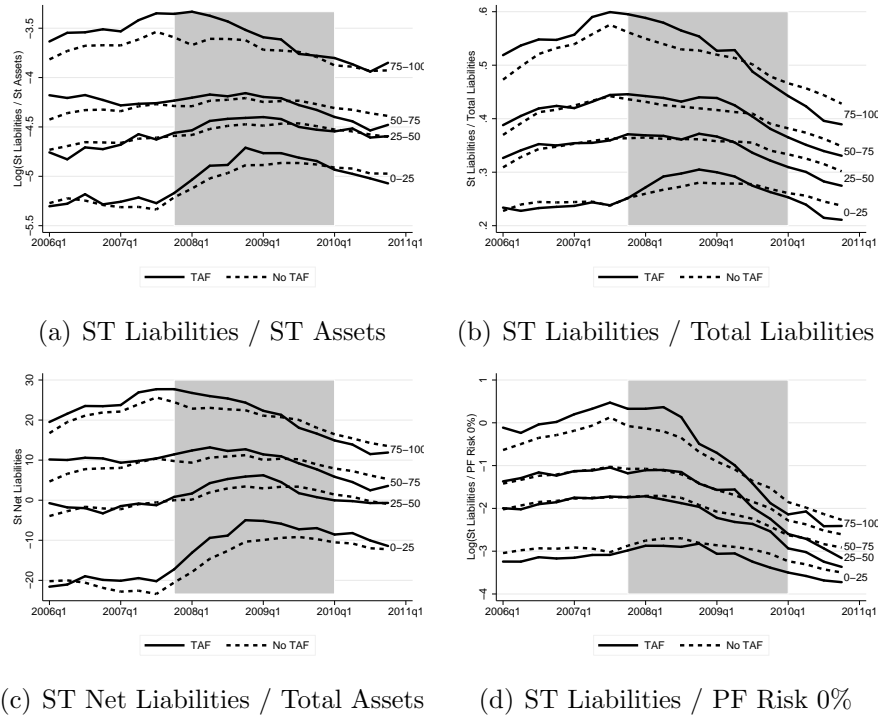 Log(St Liabilities / St Assets)
-3.5
-4
-4.5
-5
-5.5
75-100
50-75
25-50
0-25
2006q1 2007q1 2008q1 2009q1 2010q1 2011q1
TAF No TAF
(a) ST Liabilities / ST Assets
St Liabilities / Total Liabilities
.6
.5
.4
.3
.2
75-100
50-75
25-50
0-25
2006q1 2007q1 2008q1 2009q1 2010q1 2011q1
TAF No TAF
(b) ST Liabilities / Total Liabilities
St Net Liabilities
30
20
10
0
-10
-20
75-100
50-75
25-50
0-25
2006q1 2007q1 2008q1 2009q1 2010q1 2011q1
TAF No TAF
(c) ST Net Liabilities / Total Assets
Log(St Liabilities / PF Risk 0%)
1
0
-1
-2
-3
-4
75-100
50-75
25-50
0-25
2006q1 2007q1 2008q1 2009q1 2010q1 2011q1
TAF No TAF
(d) ST Liabilities / PF Risk 0%